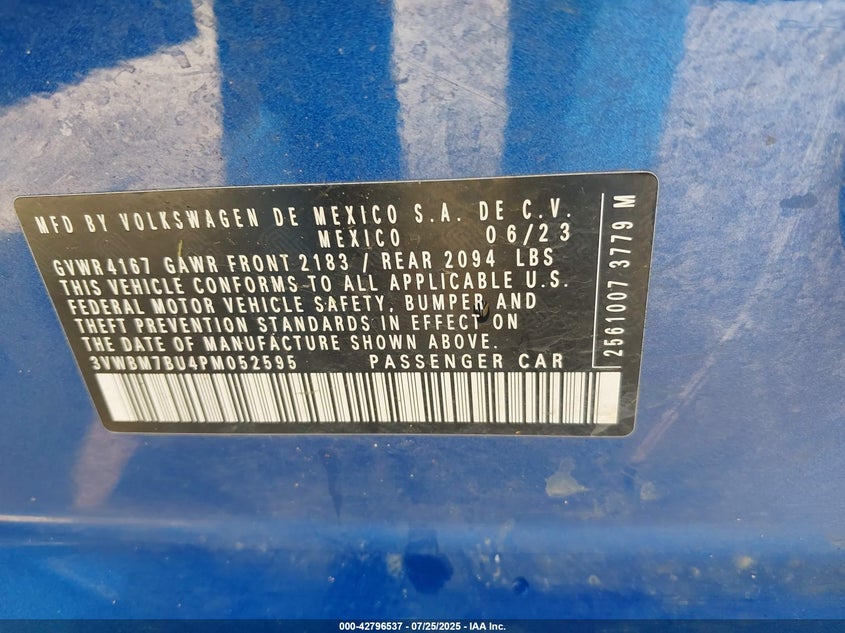 MFD BY VOLKSWAGEN DE MEXICO S.A. DE C.V.
MEXICO 06/23
GVWR 4167 GAWR FRONT 2183 / REAR 2094 LBS
THIS VEHICLE CONFORMS TO ALL APPLICABLE U.S.
FEDERAL MOTOR VEHICLE SAFETY, BUMPER AND
THEFT PREVENTION STANDARDS IN EFFECT ON
THE DATE OF MANUFACTURE SHOWN ABOVE.
3VWBM7BU4PM052595 PASSENGER CAR
2561007 3779 M
000-42796537 - 07/25/2025 - IAA Inc.